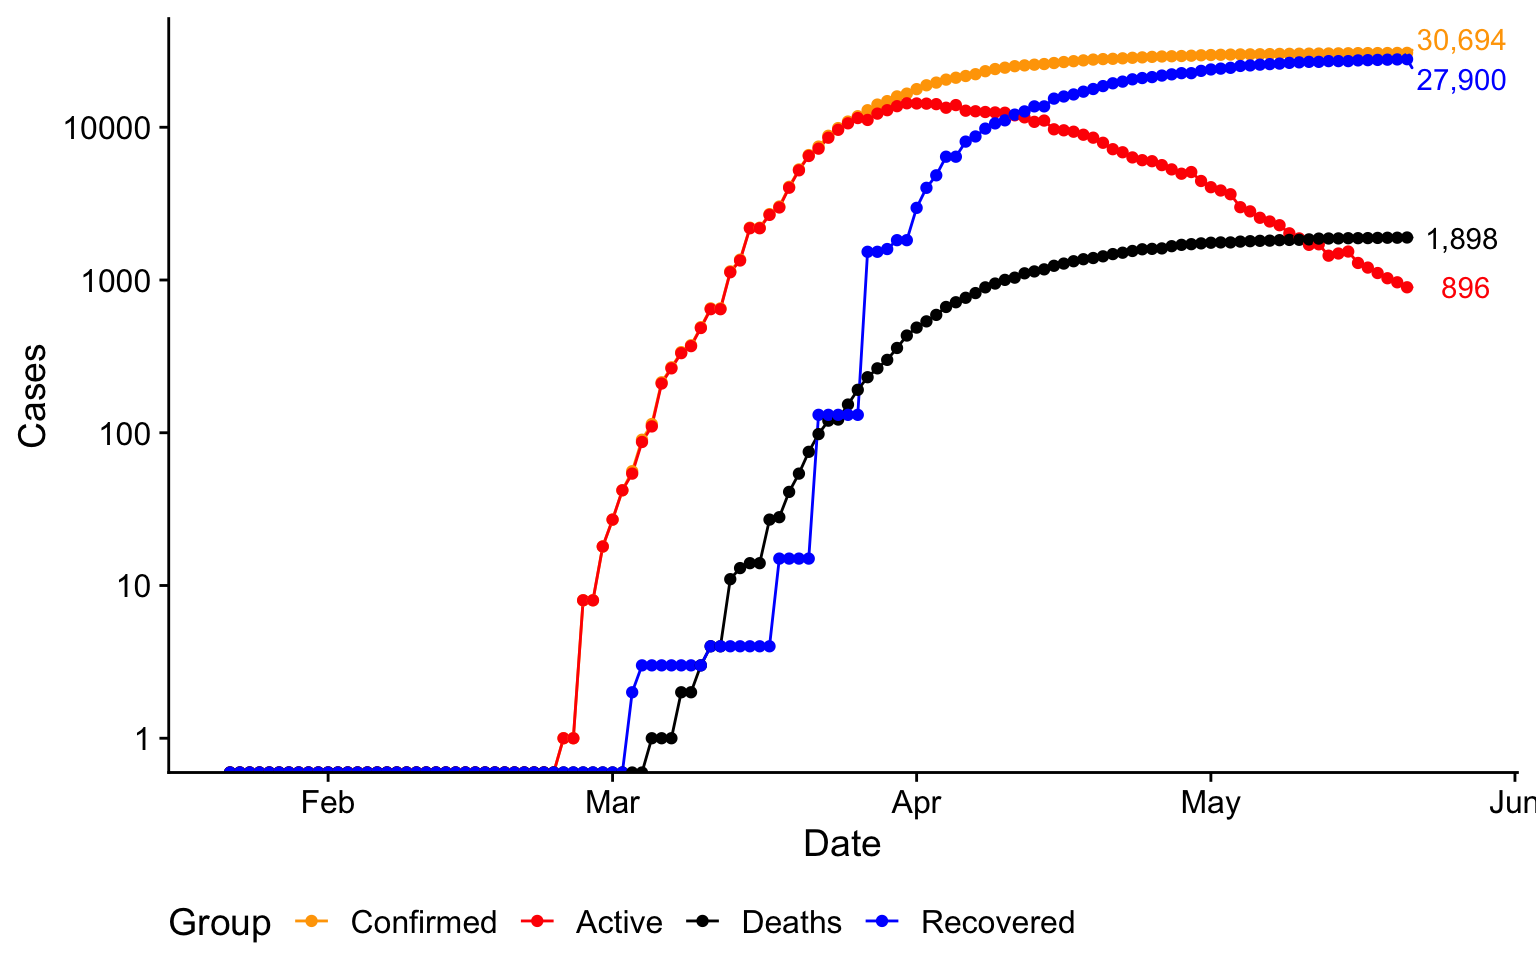 30,694
27,900
10000
1,898
1000
896
Cases
100
10
1
Feb Mar Apr May Jun
Date
Group Confirmed Active Deaths Recovered